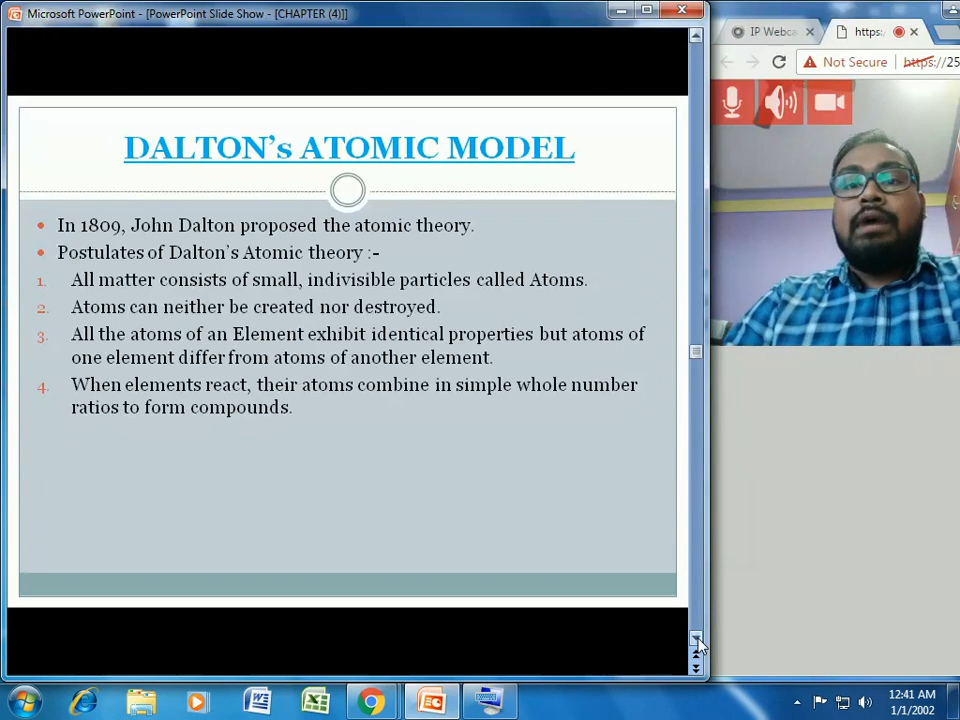 Microsoft PowerPoint - [PowerPoint Slide Show - [CHAPTER (4)]]
IP Webca
https:
Not Secure
https://25
DALTON's ATOMIC MODEL
In 1809, John Dalton proposed the atomic theory.
Postulates of Dalton's Atomic theory :-
1. All matter consists of small, indivisible particles called Atoms.
2. Atoms can neither be created nor destroyed.
3. All the atoms of an Element exhibit identical properties but atoms of
one element differ from atoms of another element.
4. When elements react, their atoms combine in simple whole number
ratios to form compounds.
12:41 AM
1/1/2002